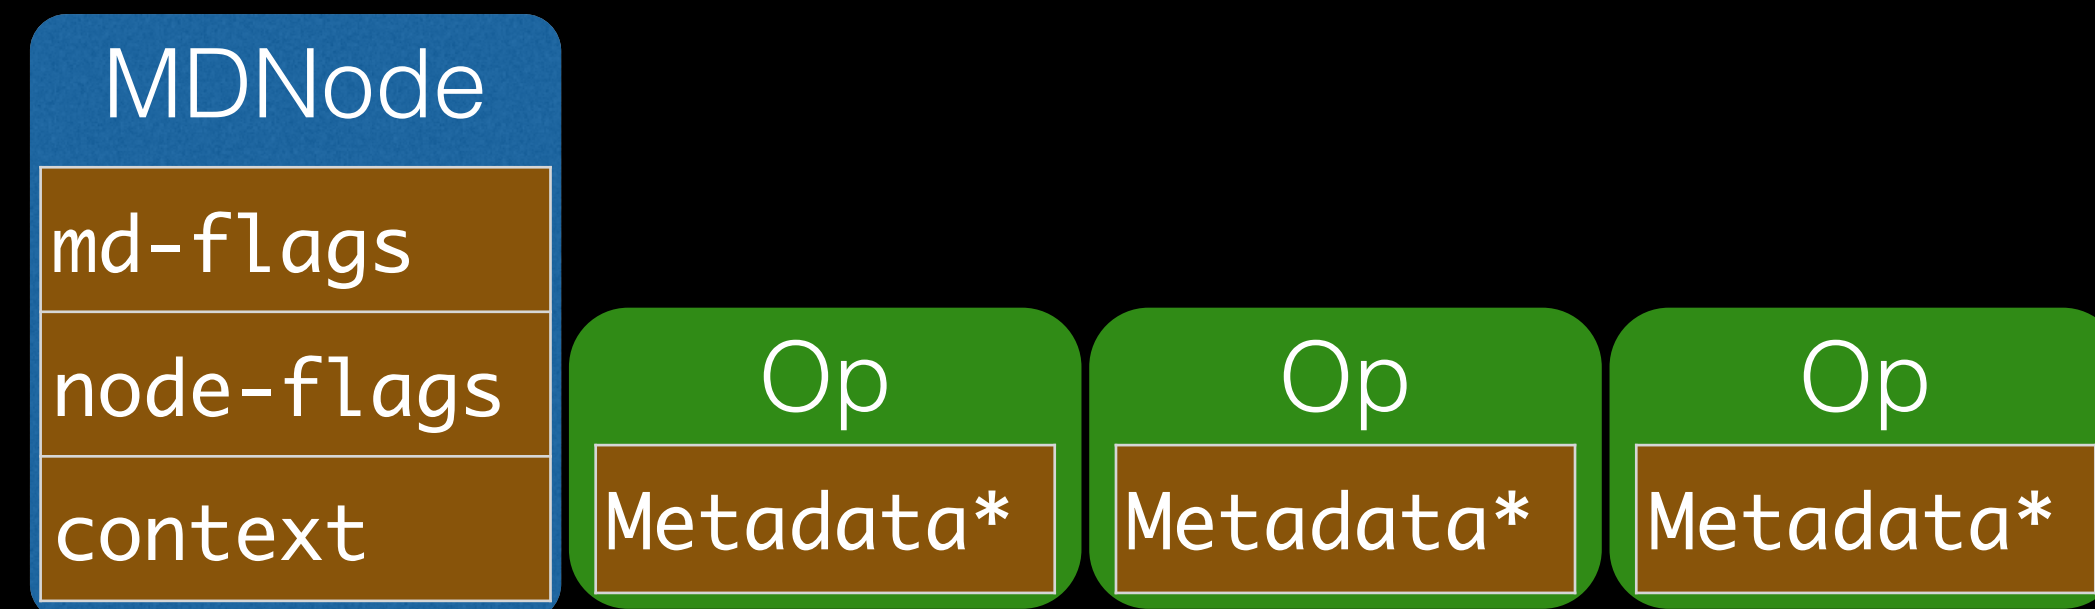 MDNode
md-flags
node-flags
context
Op
Metadata*
Op
Metadata*
Op
Metadata*